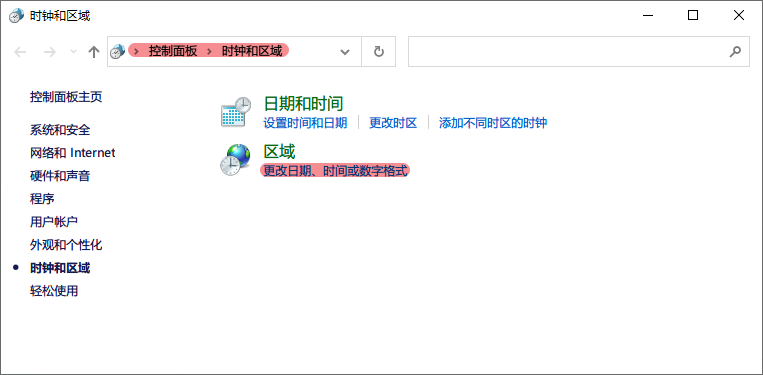 时钟和区域
控制面板 时钟和区域
控制面板主页
系统和安全
网络和 Internet
硬件和声音
程序
用户帐户
外观和个性化
时钟和区域
轻松使用
日期和时间
设置时间和日期 更改时区 添加不同时区的时钟
区域
更改日期、时间或数字格式